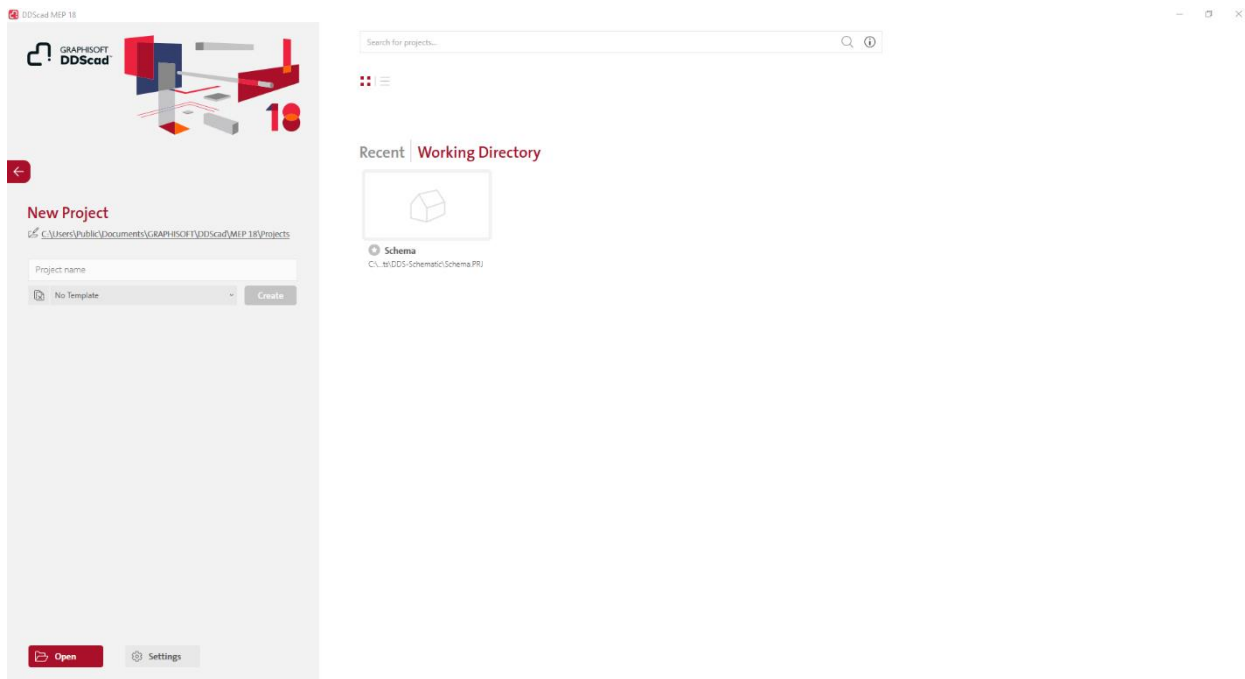 DDScad MEP 18
GRAPHISOFT
DDScad™
18
New Project
C:\Users\Public\Documents\GRAPHISOFT\DDScad\MEP 18\Projects
Project name
No Template
Create
Open
Settings
Search for projects...
Recent
Working Directory
Schema
C:\...ts\DDS-Schematic\Schema.PRJ